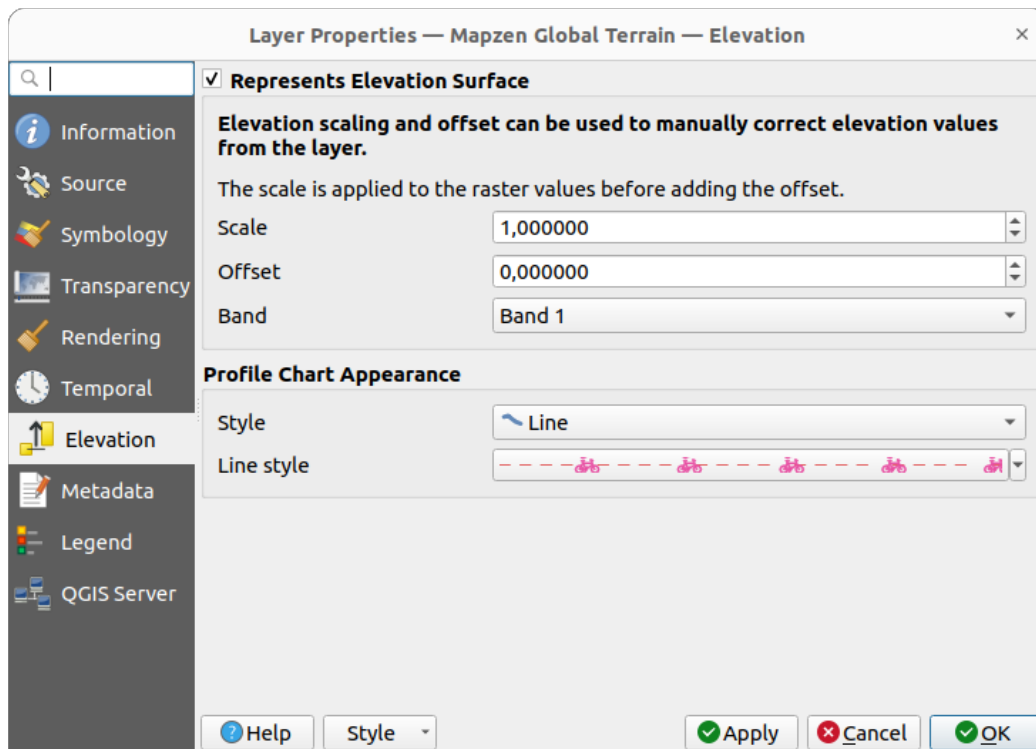 Layer Properties — Mapzen Global Terrain — Elevation
Information
Source
Symbology
Transparency
Rendering
Temporal
Elevation
Metadata
Legend
QGIS Server
Represents Elevation Surface
Elevation scaling and offset can be used to manually correct elevation values
from the layer.
The scale is applied to the raster values before adding the offset.
Scale 1,000000
Offset 0,000000
Band Band 1
Profile Chart Appearance
Style Line
Line style
Help Style Apply Cancel OK